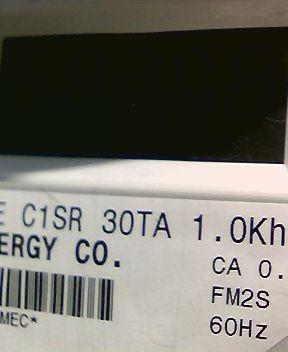 E C1SR 30TA 1.0Kh
ERGY CO.
CA 0.
FM2S
MEC*
60Hz